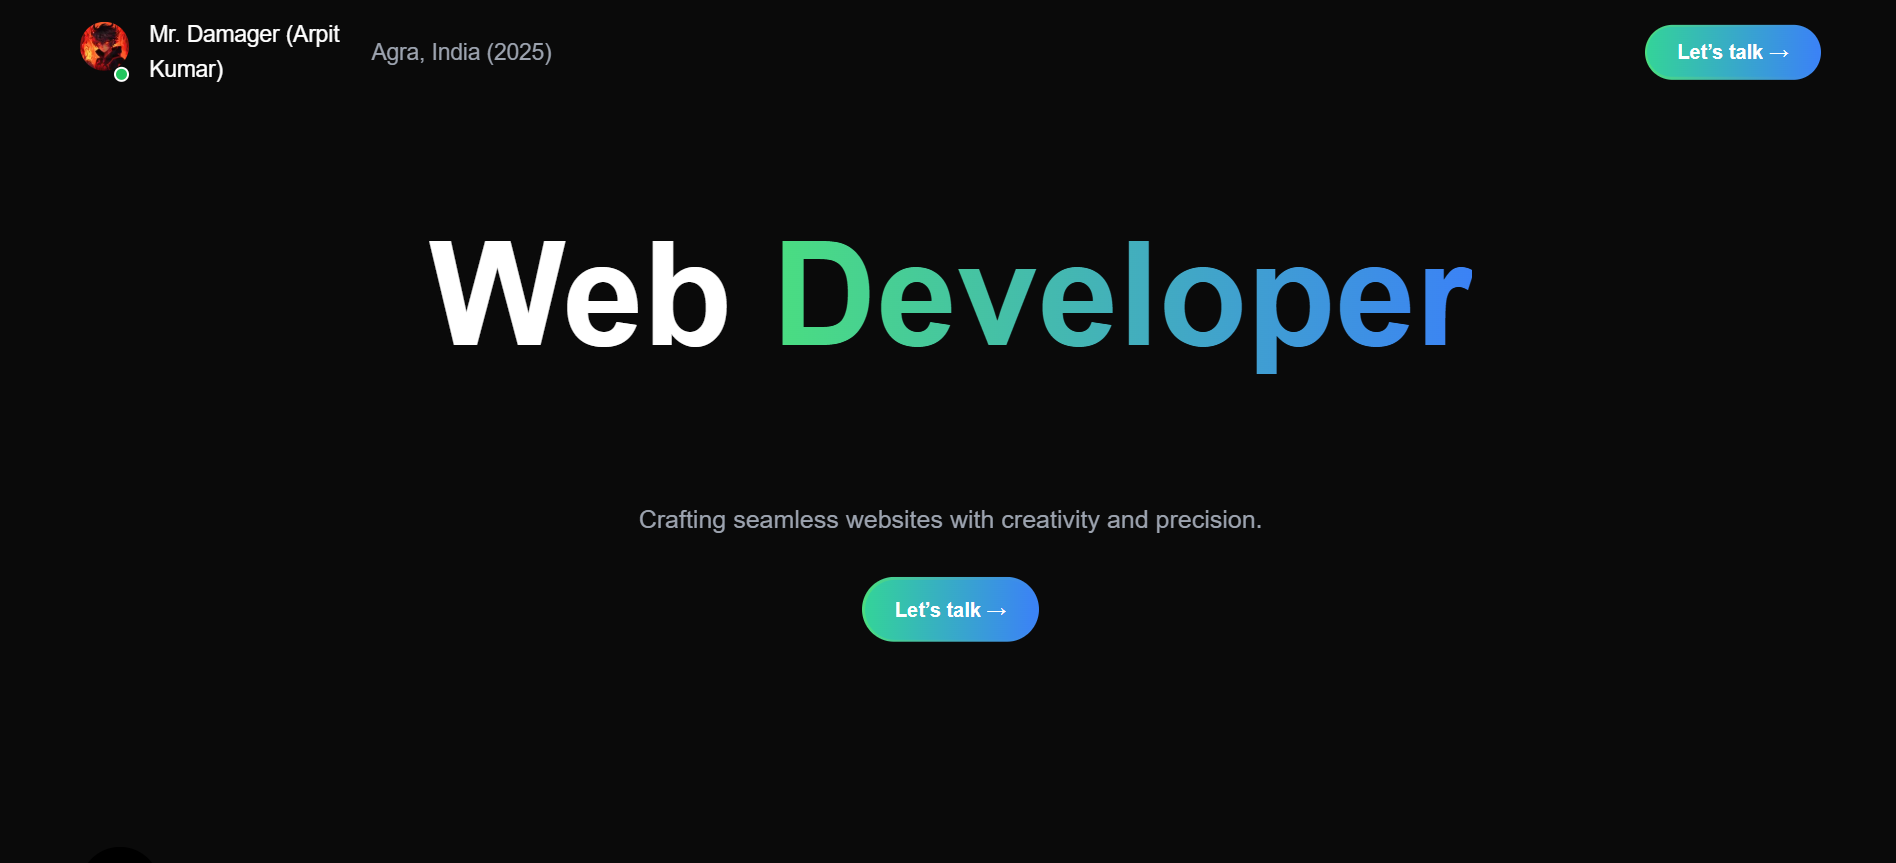 Mr. Damager (Arpit
Kumar)
Agra, India (2025)
Let’s talk →
Web Developer
Crafting seamless websites with creativity and precision.
Let’s talk →